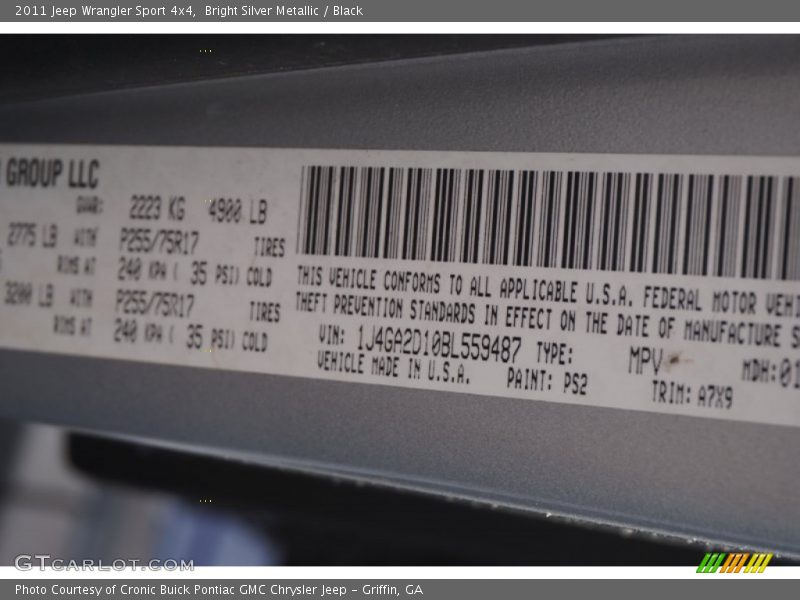 2011 Jeep Wrangler Sport 4x4,  Bright Silver Metallic / Black
GROUP LLC
GVWR: 2223 KG 4900 LB
2775 LB WITH P255/75R17 TIRES
RIMS AT 240 KPA ( 35 PSI) COLD
3200 LB WITH P255/75R17 TIRES
RIMS AT 240 KPA ( 35 PSI) COLD
THIS VEHICLE CONFORMS TO ALL APPLICABLE U.S.A. FEDERAL MOTOR VEHI
THEFT PREVENTION STANDARDS IN EFFECT ON THE DATE OF MANUFACTURE S
VIN: 1J4GA2D10BL559487 TYPE: MPV MDH: 01
VEHICLE MADE IN U.S.A. PAINT: PS2 TRIM: A7X9
GTCARLOT.COM
Photo Courtesy of Cronic Buick Pontiac GMC Chrysler Jeep - Griffin, GA